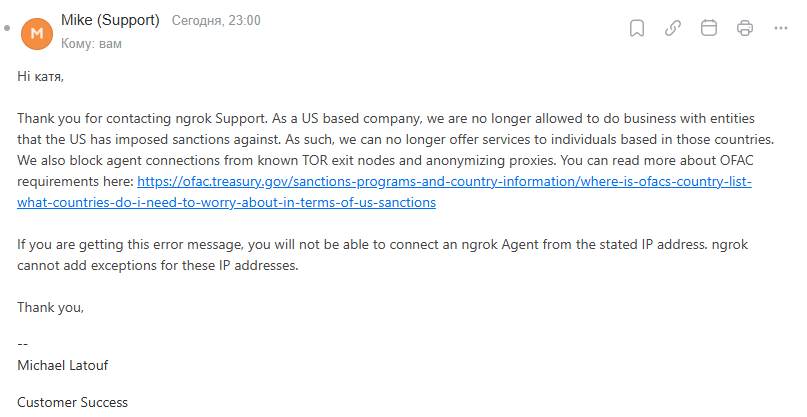 M
Mike (Support) Сегодня, 23:00
Кому: вам
Hi катя,
Thank you for contacting ngrok Support. As a US based company, we are no longer allowed to do business with entities
that the US has imposed sanctions against. As such, we can no longer offer services to individuals based in those countries.
We also block agent connections from known TOR exit nodes and anonymizing proxies. You can read more about OFAC
requirements here: https://ofac.treasury.gov/sanctions-programs-and-country-information/where-is-ofacs-country-list-
what-countries-do-i-need-to-worry-about-in-terms-of-us-sanctions
If you are getting this error message, you will not be able to connect an ngrok Agent from the stated IP address. ngrok
cannot add exceptions for these IP addresses.
Thank you,
--
Michael Latouf
Customer Success